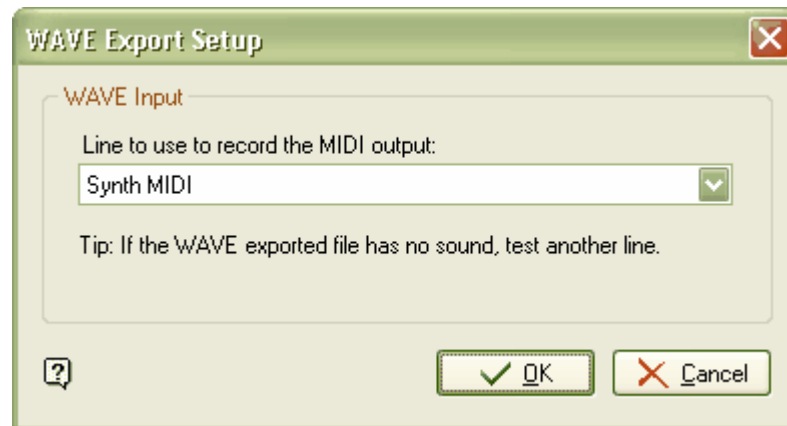 WAVE Export Setup
WAVE Input
Line to use to record the MIDI output:
Synth MIDI
Tip: If the WAVE exported file has no sound, test another line.
?
OK
Cancel